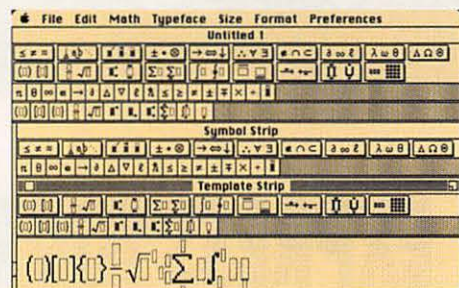 File Edit Math Typeface Size Format Preferences
Untitled 1
≤ ≠ ≈ → ⇔ ↓ ∴ ∀ ∃ ∂ ∞ ℓ λ ω θ Δ Ω Θ
π θ ∞ → ∂ Δ ∇ ℓ ≤ ≥ ≠ ± ∓ × ÷
Symbol Strip
≤ ≠ ≈ → ⇔ ↓ ∴ ∀ ∃ ∂ ∞ ℓ λ ω θ Δ Ω Θ
π θ ∞ → ∂ Δ ∇ ℓ ≤ ≥ ≠ ± ∓ × ÷
Template Strip